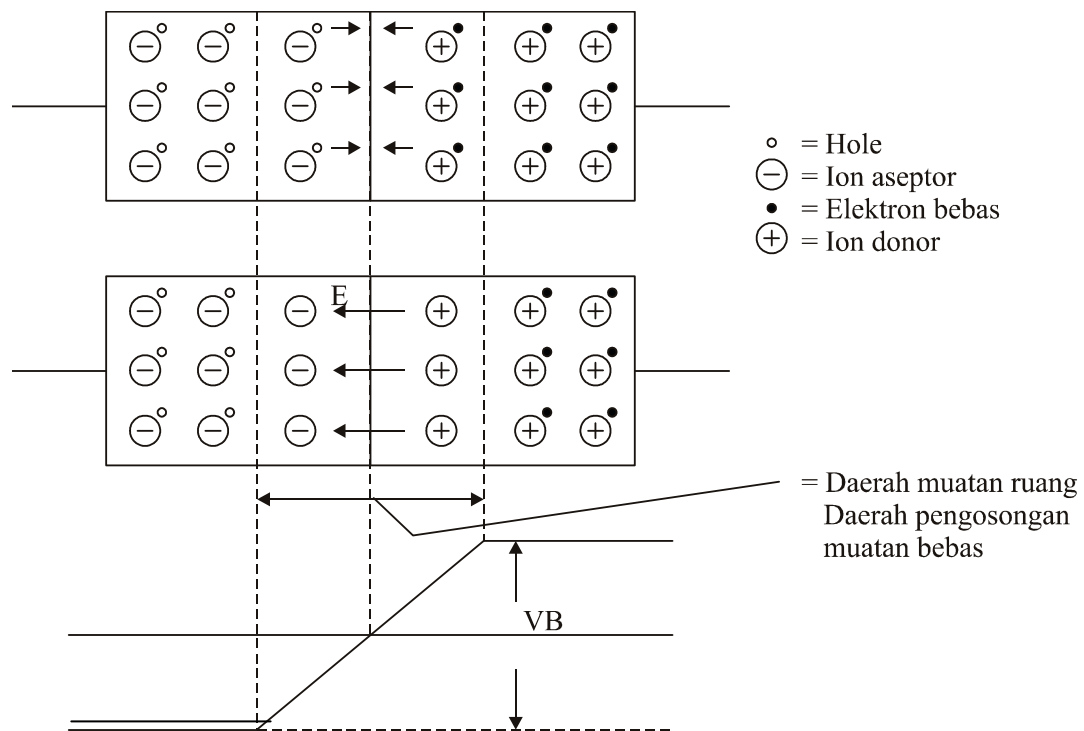 = Hole
= Ion aseptor
= Elektron bebas
= Ion donor
E
= Daerah muatan ruang
Daerah pengosongan
muatan bebas
VB